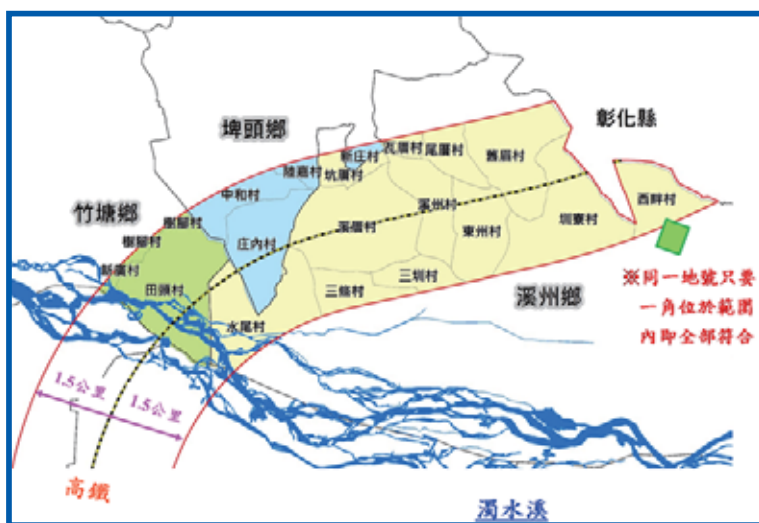 彰化縣
埤頭鄉
新庄村
瓦厝村
尾厝村
舊眉村
陸嘉村
坑厝村
中和村
西畔村
竹塘鄉
樹腳村
溪州村
圳寮村
樹腳村
庄內村
溪厝村
東州村
新廣村
田頭村
三圳村
三條村
溪州鄉
水尾村
※同一地號只要
一角位於範圍
內即全部符合
1.5公里
1.5公里
高鐵
濁水溪